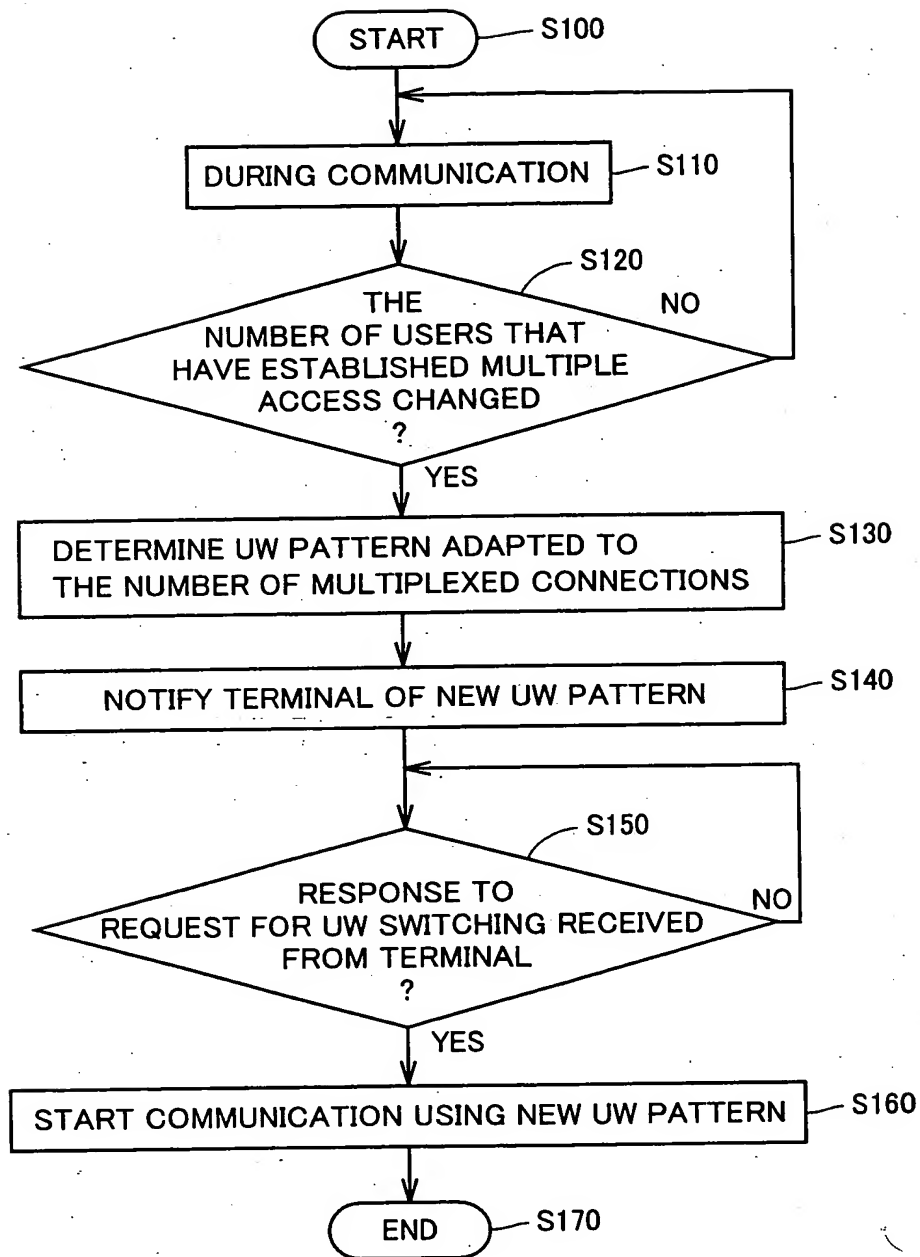 START
S100
DURING COMMUNICATION
S110
S120
THE
NUMBER OF USERS THAT
HAVE ESTABLISHED MULTIPLE
ACCESS CHANGED
?
NO
YES
DETERMINE UW PATTERN ADAPTED TO
THE NUMBER OF MULTIPLEXED CONNECTIONS
S130
NOTIFY TERMINAL OF NEW UW PATTERN
S140
S150
RESPONSE TO
REQUEST FOR UW SWITCHING RECEIVED
FROM TERMINAL
?
NO
YES
START COMMUNICATION USING NEW UW PATTERN
S160
END
S170